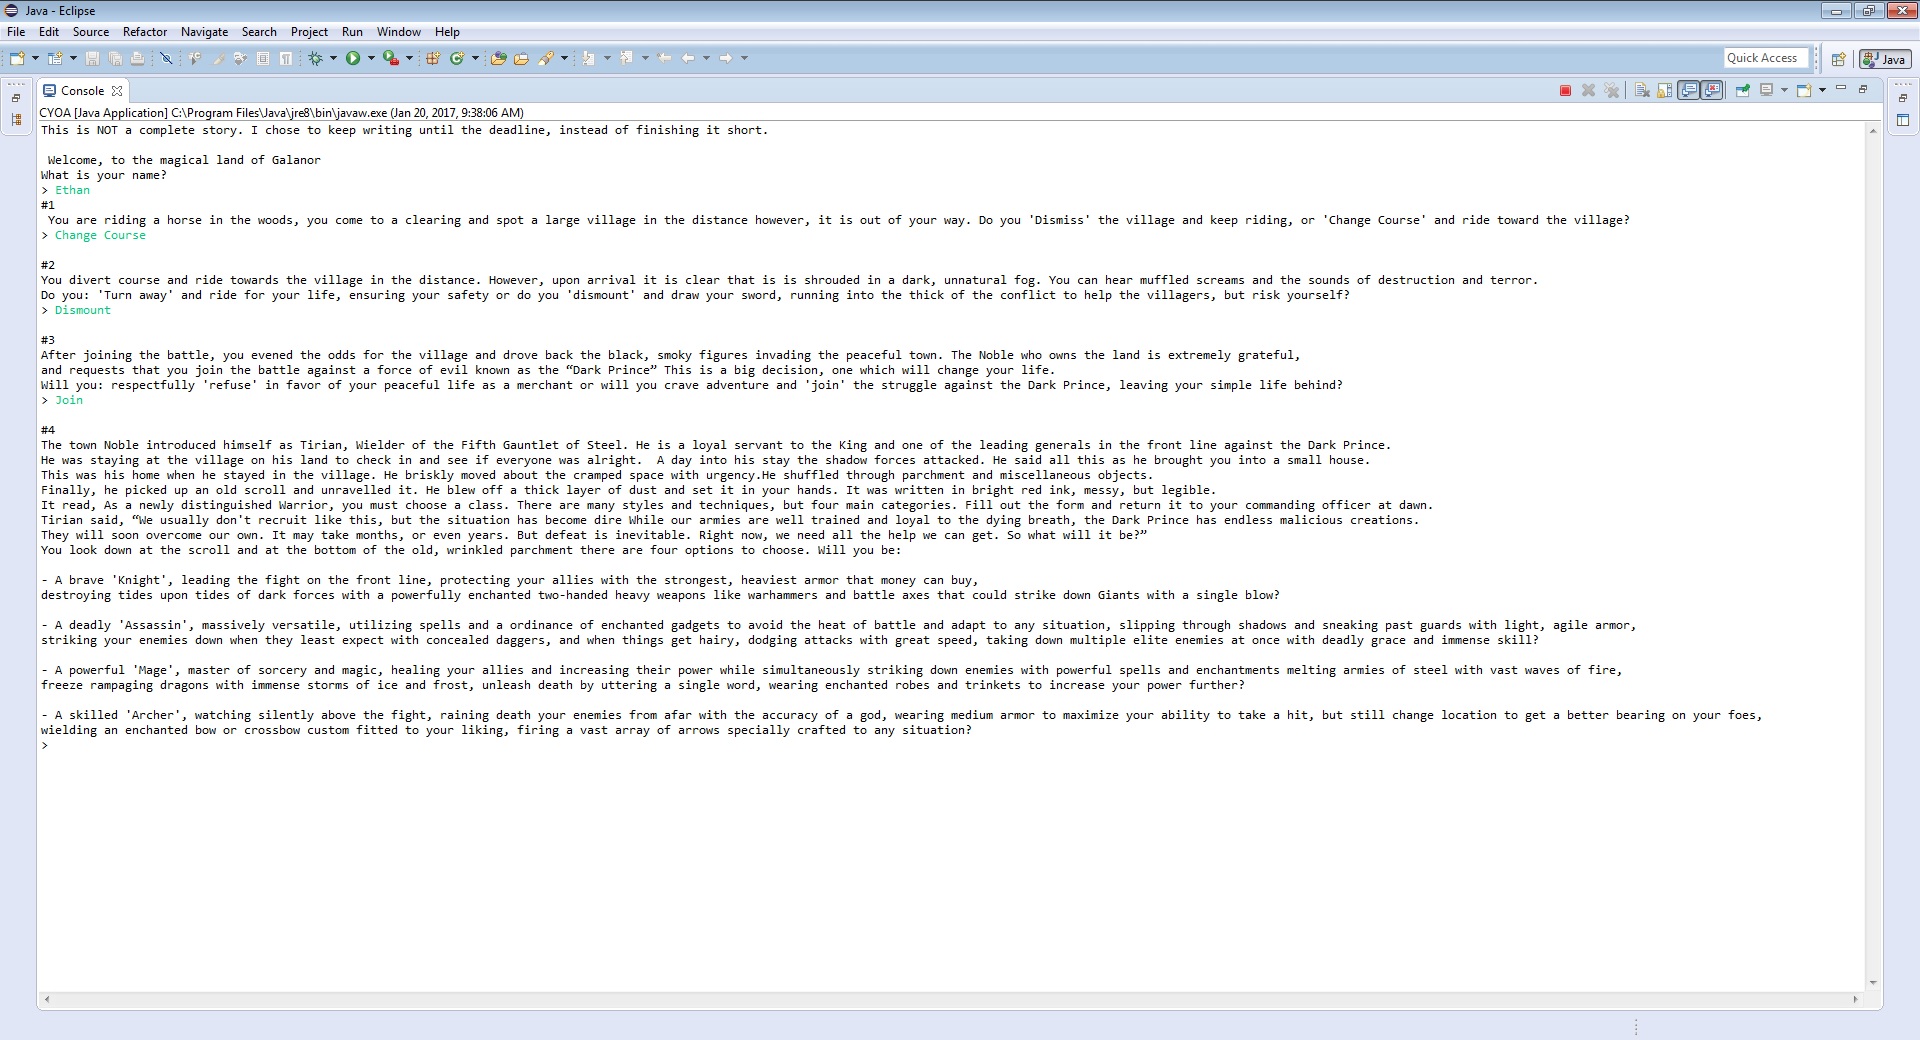 Java - Eclipse
File Edit Source Refactor Navigate Search Project Run Window Help
Quick Access Java
Console
CYOA [Java Application] C:\Program Files\Java\jre8\bin\javaw.exe (Jan 20, 2017, 9:38:06 AM)
This is NOT a complete story. I chose to keep writing until the deadline, instead of finishing it short.
Welcome, to the magical land of Galanor
What is your name?
> Ethan
#1
You are riding a horse in the woods, you come to a clearing and spot a large village in the distance however, it is out of your way. Do you 'Dismiss' the village and keep riding, or 'Change Course' and ride toward the village?
> Change Course
#2
You divert course and ride towards the village in the distance. However, upon arrival it is clear that is is shrouded in a dark, unnatural fog. You can hear muffled screams and the sounds of destruction and terror.
Do you: 'Turn away' and ride for your life, ensuring your safety or do you 'dismount' and draw your sword, running into the thick of the conflict to help the villagers, but risk yourself?
> Dismount
#3
After joining the battle, you evened the odds for the village and drove back the black, smoky figures invading the peaceful town. The Noble who owns the land is extremely grateful,
and requests that you join the battle against a force of evil known as the “Dark Prince” This is a big decision, one which will change your life.
Will you: respectfully 'refuse' in favor of your peaceful life as a merchant or will you crave adventure and 'join' the struggle against the Dark Prince, leaving your simple life behind?
> Join
#4
The town Noble introduced himself as Tirian, Wielder of the Fifth Gauntlet of Steel. He is a loyal servant to the King and one of the leading generals in the front line against the Dark Prince.
He was staying at the village on his land to check in and see if everyone was alright.  A day into his stay the shadow forces attacked. He said all this as he brought you into a small house.
This was his home when he stayed in the village. He briskly moved about the cramped space with urgency.He shuffled through parchment and miscellaneous objects.
Finally, he picked up an old scroll and unravelled it. He blew off a thick layer of dust and set it in your hands. It was written in bright red ink, messy, but legible.
It read, As a newly distinguished Warrior, you must choose a class. There are many styles and techniques, but four main categories. Fill out the form and return it to your commanding officer at dawn.
Tirian said, “We usually don't recruit like this, but the situation has become dire While our armies are well trained and loyal to the dying breath, the Dark Prince has endless malicious creations.
They will soon overcome our own. It may take months, or even years. But defeat is inevitable. Right now, we need all the help we can get. So what will it be?”
You look down at the scroll and at the bottom of the old, wrinkled parchment there are four options to choose. Will you be:
- A brave 'Knight', leading the fight on the front line, protecting your allies with the strongest, heaviest armor that money can buy,
destroying tides upon tides of dark forces with a powerfully enchanted two-handed heavy weapons like warhammers and battle axes that could strike down Giants with a single blow?
- A deadly 'Assassin', massively versatile, utilizing spells and a ordinance of enchanted gadgets to avoid the heat of battle and adapt to any situation, slipping through shadows and sneaking past guards with light, agile armor,
striking your enemies down when they least expect with concealed daggers, and when things get hairy, dodging attacks with great speed, taking down multiple elite enemies at once with deadly grace and immense skill?
- A powerful 'Mage', master of sorcery and magic, healing your allies and increasing their power while simultaneously striking down enemies with powerful spells and enchantments melting armies of steel with vast waves of fire,
freeze rampaging dragons with immense storms of ice and frost, unleash death by uttering a single word, wearing enchanted robes and trinkets to increase your power further?
- A skilled 'Archer', watching silently above the fight, raining death your enemies from afar with the accuracy of a god, wearing medium armor to maximize your ability to take a hit, but still change location to get a better bearing on your foes,
wielding an enchanted bow or crossbow custom fitted to your liking, firing a vast array of arrows specially crafted to any situation?
>